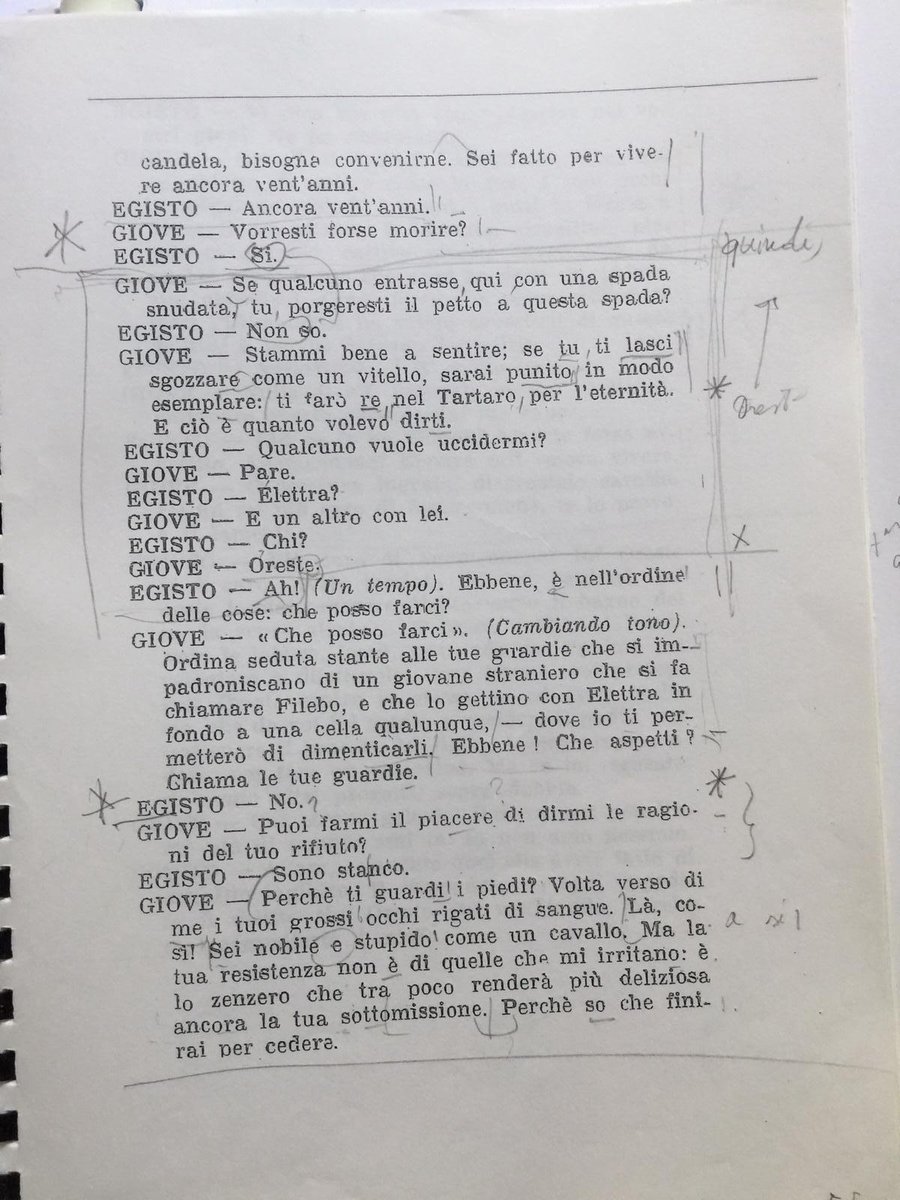 candela, bisogna convenirne. Sei fatto per vive-
re ancora vent'anni.
EGISTO — Ancora vent'anni.
GIOVE — Vorresti forse morire?
EGISTO — Sì.
quindi,
GIOVE — Se qualcuno entrasse qui con una spada
snudata, tu, porgeresti il petto a questa spada?
EGISTO — Non so.
GIOVE — Stammi bene a sentire; se tu ti lasci
sgozzare come un vitello, sarai punito in modo
esemplare: ti farò re nel Tartaro per l'eternità.
E ciò è quanto volevo dirti.
EGISTO — Qualcuno vuole uccidermi?
GIOVE — Pare.
EGISTO — Elettra?
GIOVE — E un altro con lei.
EGISTO — Chi?
GIOVE — Oreste.
EGISTO — Ah! (Un tempo). Ebbene, è nell'ordine
delle cose: che posso farci?
GIOVE — «Che posso farci». (Cambiando tono).
Ordina seduta stante alle tue guardie che si im-
padroniscano di un giovane straniero che si fa
chiamare Filebo, e che lo gettino con Elettra in
fondo a una cella qualunque, — dove io ti per-
metterò di dimenticarli. Ebbene! Che aspetti?
Chiama le tue guardie.
EGISTO — No.
GIOVE — Puoi farmi il piacere di dirmi le ragio-
ni del tuo rifiuto?
EGISTO — Sono stanco.
GIOVE — Perchè ti guardi i piedi? Volta verso di
me i tuoi grossi occhi rigati di sangue. Là, co-
sì! Sei nobile e stupido come un cavallo. Ma la
tua resistenza non è di quelle che mi irritano: è
lo zenzero che tra poco renderà più deliziosa
ancora la tua sottomissione. Perchè so che fini-
rai per cedere.